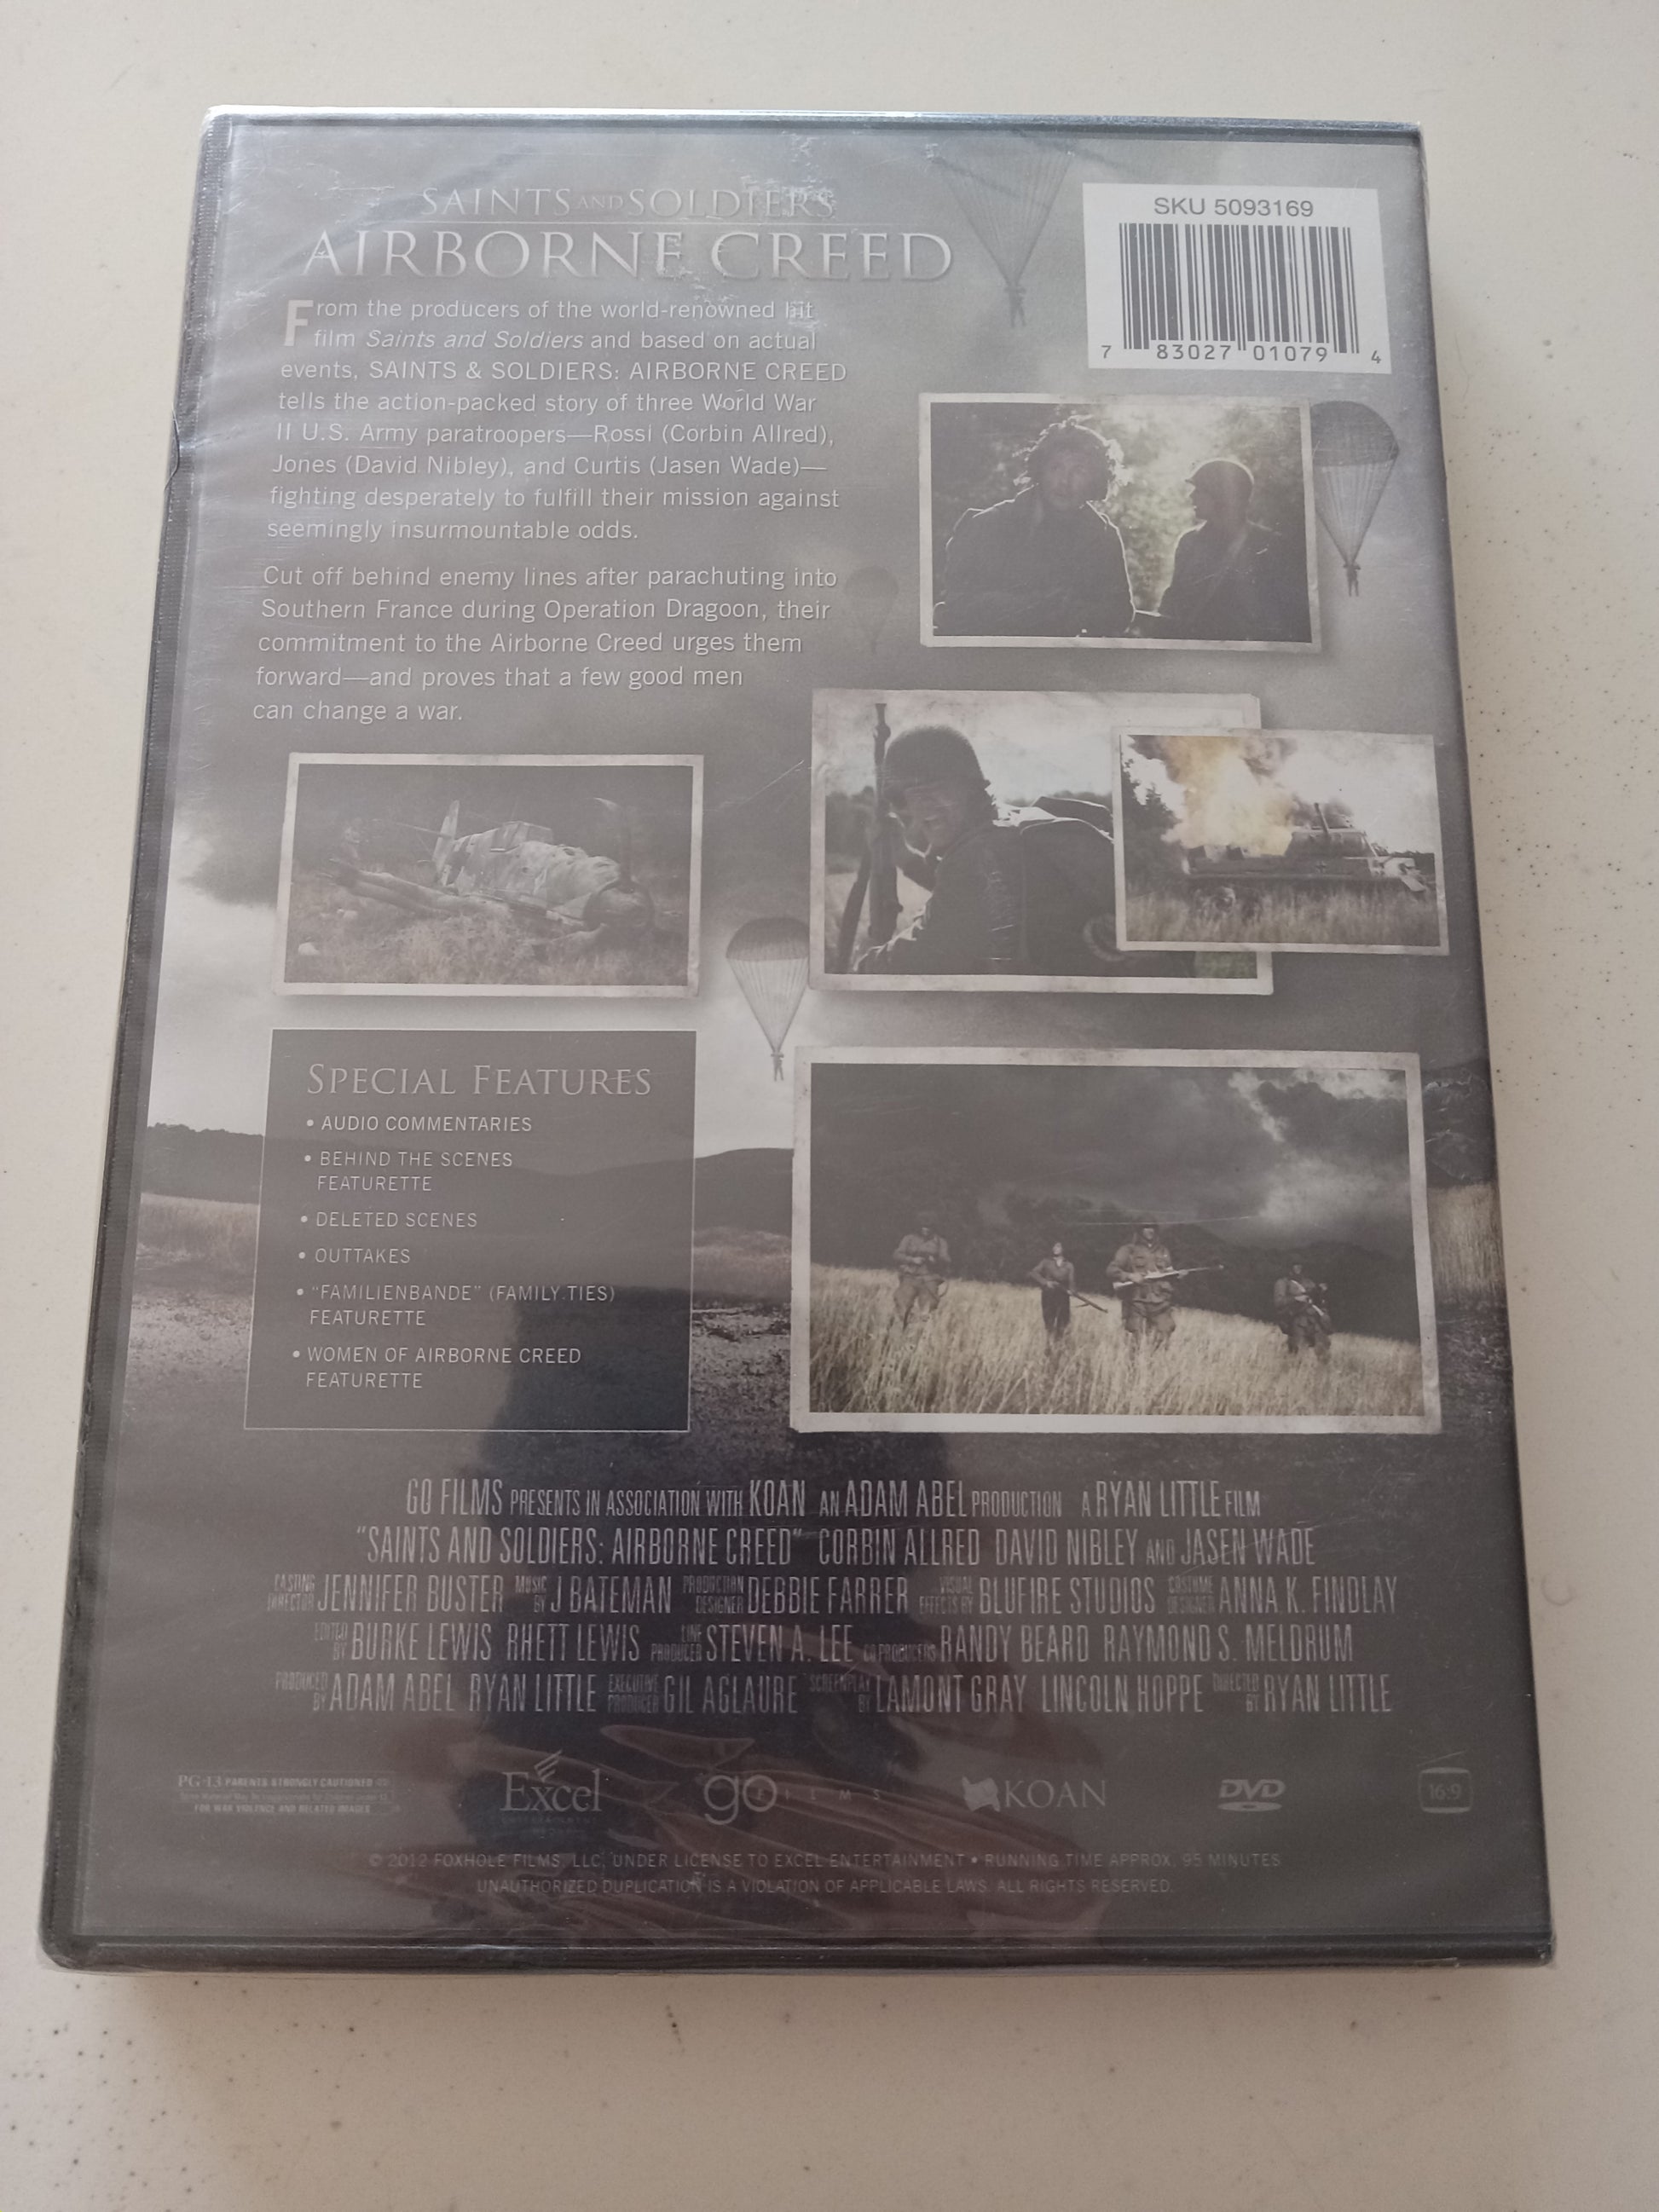 SAINTS AND SOLDIERS
AIRBORNE CREED
SKU 5093169
7 83027 01079 4
From the producers of the world-renowned hit
film Saints and Soldiers and based on actual
events, SAINTS & SOLDIERS: AIRBORNE CREED
tells the action-packed story of three World War
II U.S. Army paratroopers—Rossi (Corbin Allred),
Jones (David Nibley), and Curtis (Jasen Wade)—
fighting desperately to fulfill their mission against
seemingly insurmountable odds.
Cut off behind enemy lines after parachuting into
Southern France during Operation Dragoon, their
commitment to the Airborne Creed urges them
forward—and proves that a few good men
can change a war.
SPECIAL FEATURES
• AUDIO COMMENTARIES
• BEHIND THE SCENES
FEATURETTE
• DELETED SCENES
• OUTTAKES
• "FAMILIENBANDE" (FAMILY TIES)
FEATURETTE
• WOMEN OF AIRBORNE CREED
FEATURETTE
GO FILMS PRESENTS IN ASSOCIATION WITH KOAN AN ADAM ABEL PRODUCTION A RYAN LITTLE FILM
"SAINTS AND SOLDIERS: AIRBORNE CREED" CORBIN ALLRED DAVID NIBLEY AND JASEN WADE
CASTING DIRECTOR JENNIFER BUSTER MUSIC BY J BATEMAN PRODUCTION DESIGNER DEBBIE FARRER VISUAL EFFECTS BY BLUFIRE STUDIOS COSTUME DESIGNER ANNA K. FINDLAY
EDITED BY BURKE LEWIS RHETT LEWIS LINE PRODUCER STEVEN A. LEE CO PRODUCERS RANDY BEARD RAYMOND S. MELDRUM
PRODUCED BY ADAM ABEL RYAN LITTLE EXECUTIVE PRODUCER GIL AGLAURE SCREENPLAY BY LAMONT GRAY LINCOLN HOPPE DIRECTED BY RYAN LITTLE
PG-13 PARENTS STRONGLY CAUTIONED
FOR WAR VIOLENCE AND RELATED IMAGES
Excel
ENTERTAINMENT
go FILMS
KOAN
DVD
16:9
© 2012 FOXHOLE FILMS, LLC, UNDER LICENSE TO EXCEL ENTERTAINMENT • RUNNING TIME APPROX. 95 MINUTES
UNAUTHORIZED DUPLICATION IS A VIOLATION OF APPLICABLE LAWS. ALL RIGHTS RESERVED.